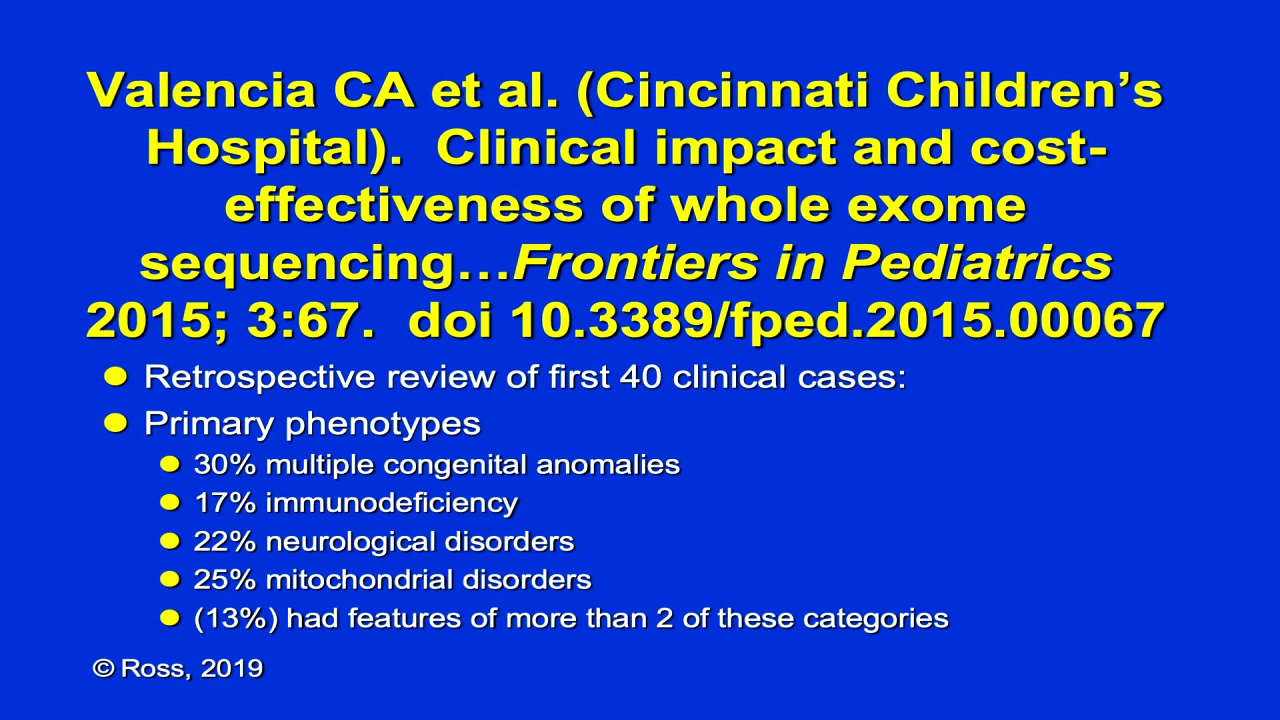 Valencia CA et al. (Cincinnati Children’s
Hospital).  Clinical impact and cost-
effectiveness of whole exome
sequencing…Frontiers in Pediatrics
2015; 3:67.  doi 10.3389/fped.2015.00067
Retrospective review of first 40 clinical cases:
Primary phenotypes
30% multiple congenital anomalies
17% immunodeficiency
22% neurological disorders
25% mitochondrial disorders
(13%) had features of more than 2 of these categories
© Ross, 2019